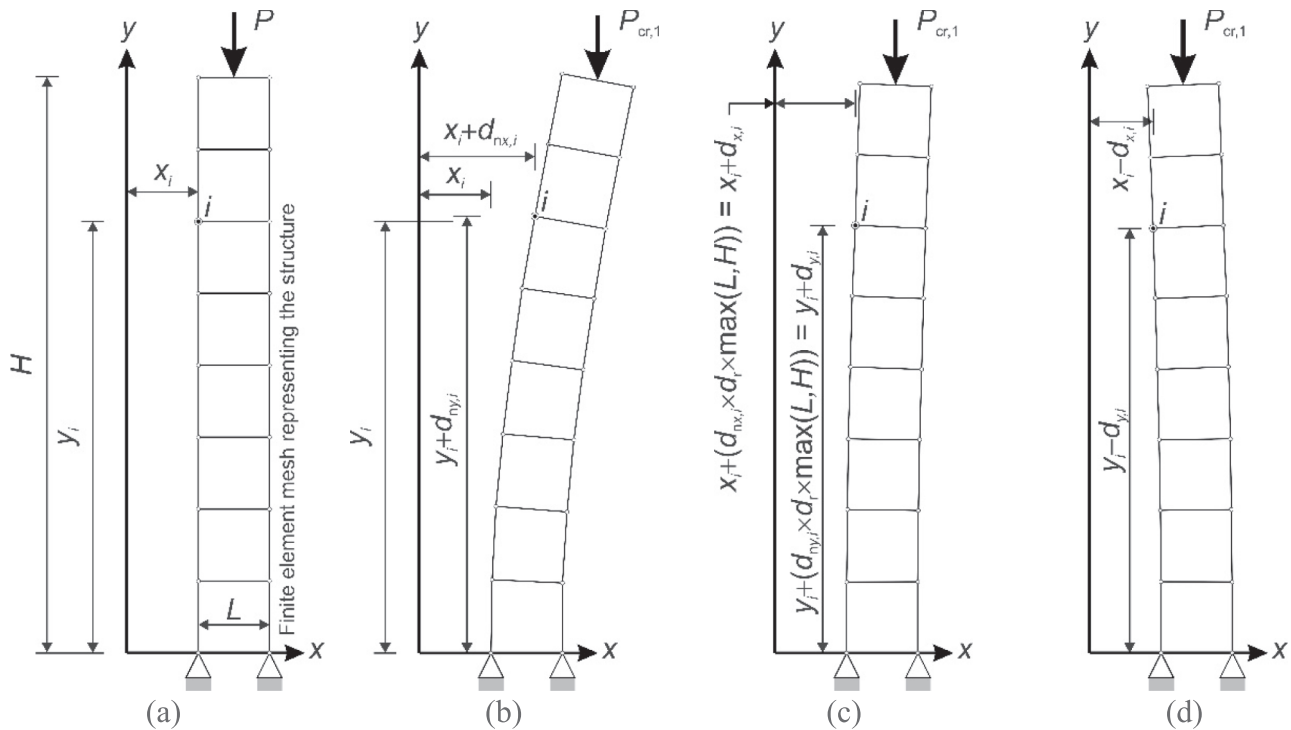 y
P
H
x_i
i
y_i
L
Finite element mesh representing the structure
x
(a)
y
P_cr,1
x_i+d_nx,i
x_i
i
y_i
y_i+d_ny,i
x
(b)
y
P_cr,1
x_i+(d_nx,i×d_r×max(L,H)) = x_i+d_x,i
i
y_i+(d_ny,i×d_r×max(L,H)) = y_i+d_y,i
x
(c)
y
P_cr,1
x_i–d_x,i
i
y_i–d_y,i
x
(d)